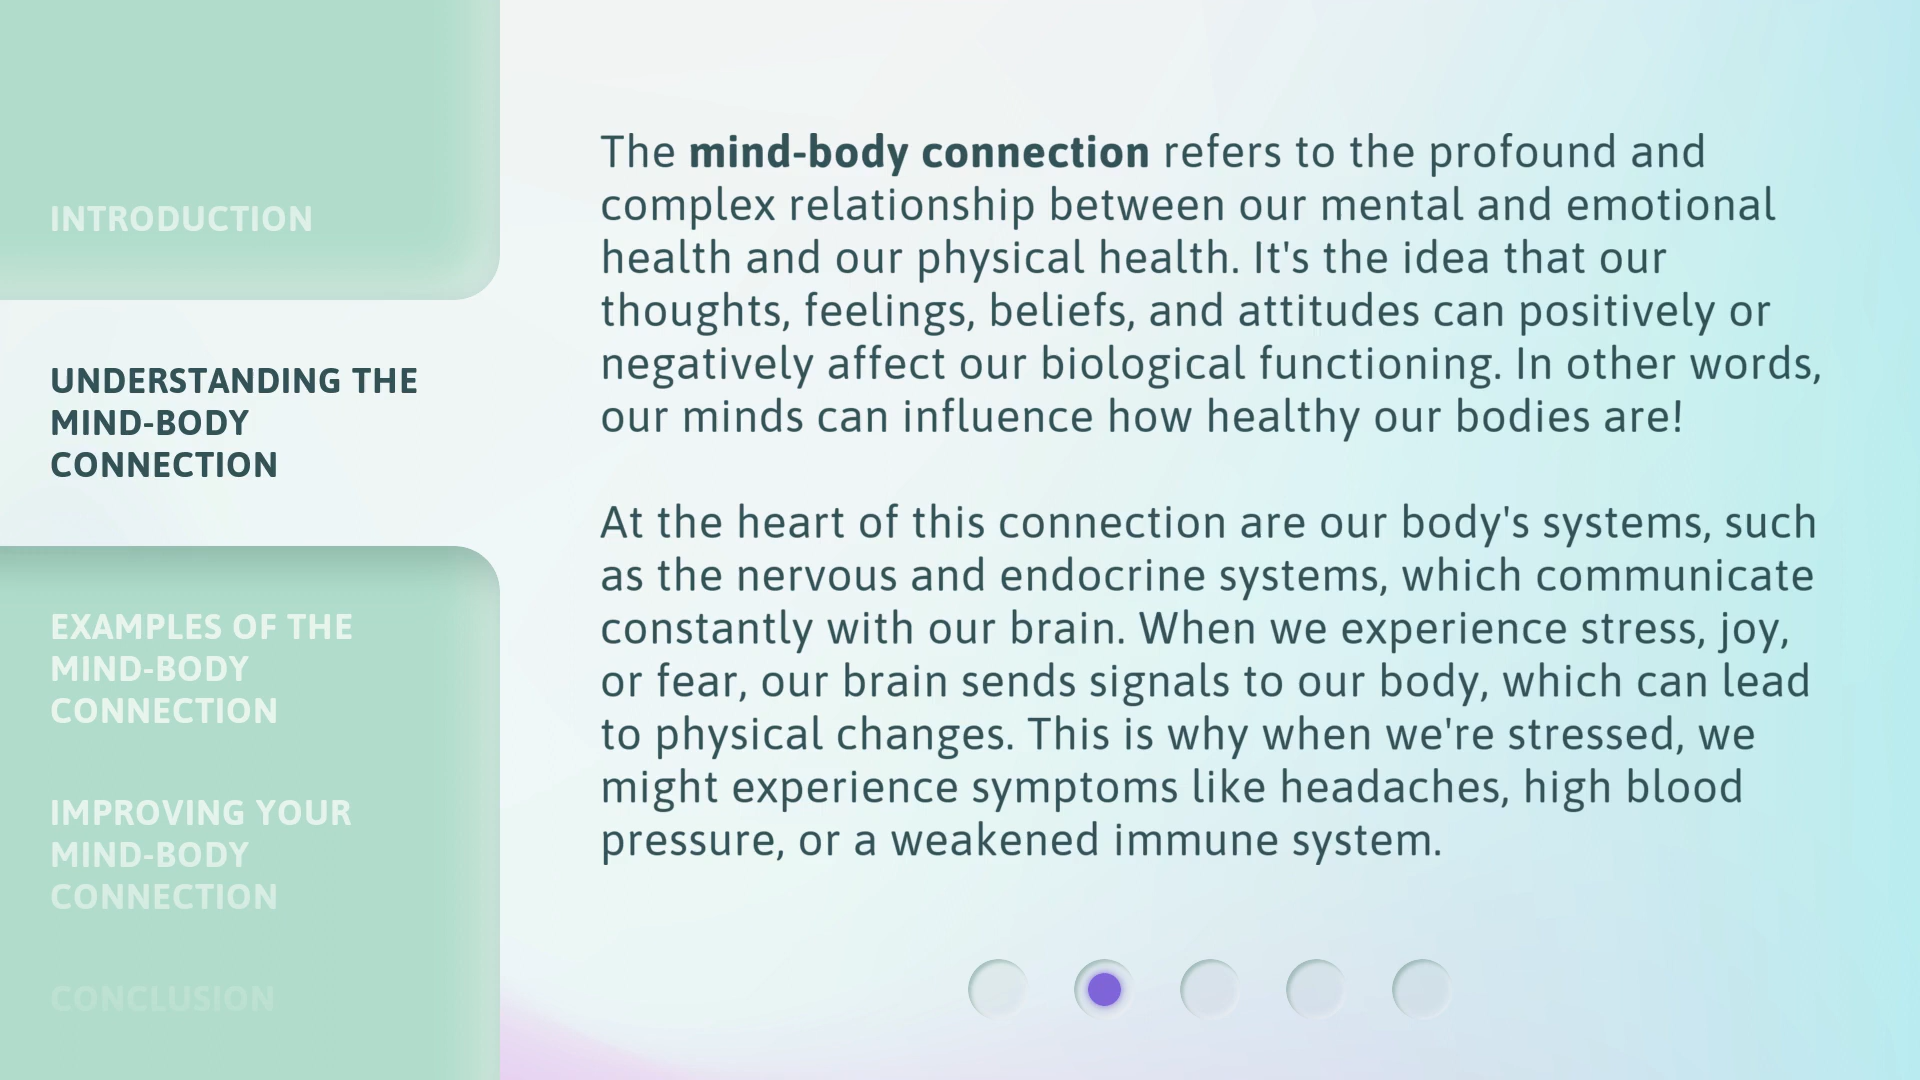 INTRODUCTION
UNDERSTANDING THE
MIND-BODY
CONNECTION
EXAMPLES OF THE
MIND-BODY
CONNECTION
IMPROVING YOUR
MIND-BODY
CONNECTION
CONCLUSION
The mind-body connection refers to the profound and
complex relationship between our mental and emotional
health and our physical health. It's the idea that our
thoughts, feelings, beliefs, and attitudes can positively or
negatively affect our biological functioning. In other words,
our minds can influence how healthy our bodies are!
At the heart of this connection are our body's systems, such
as the nervous and endocrine systems, which communicate
constantly with our brain. When we experience stress, joy,
or fear, our brain sends signals to our body, which can lead
to physical changes. This is why when we're stressed, we
might experience symptoms like headaches, high blood
pressure, or a weakened immune system.